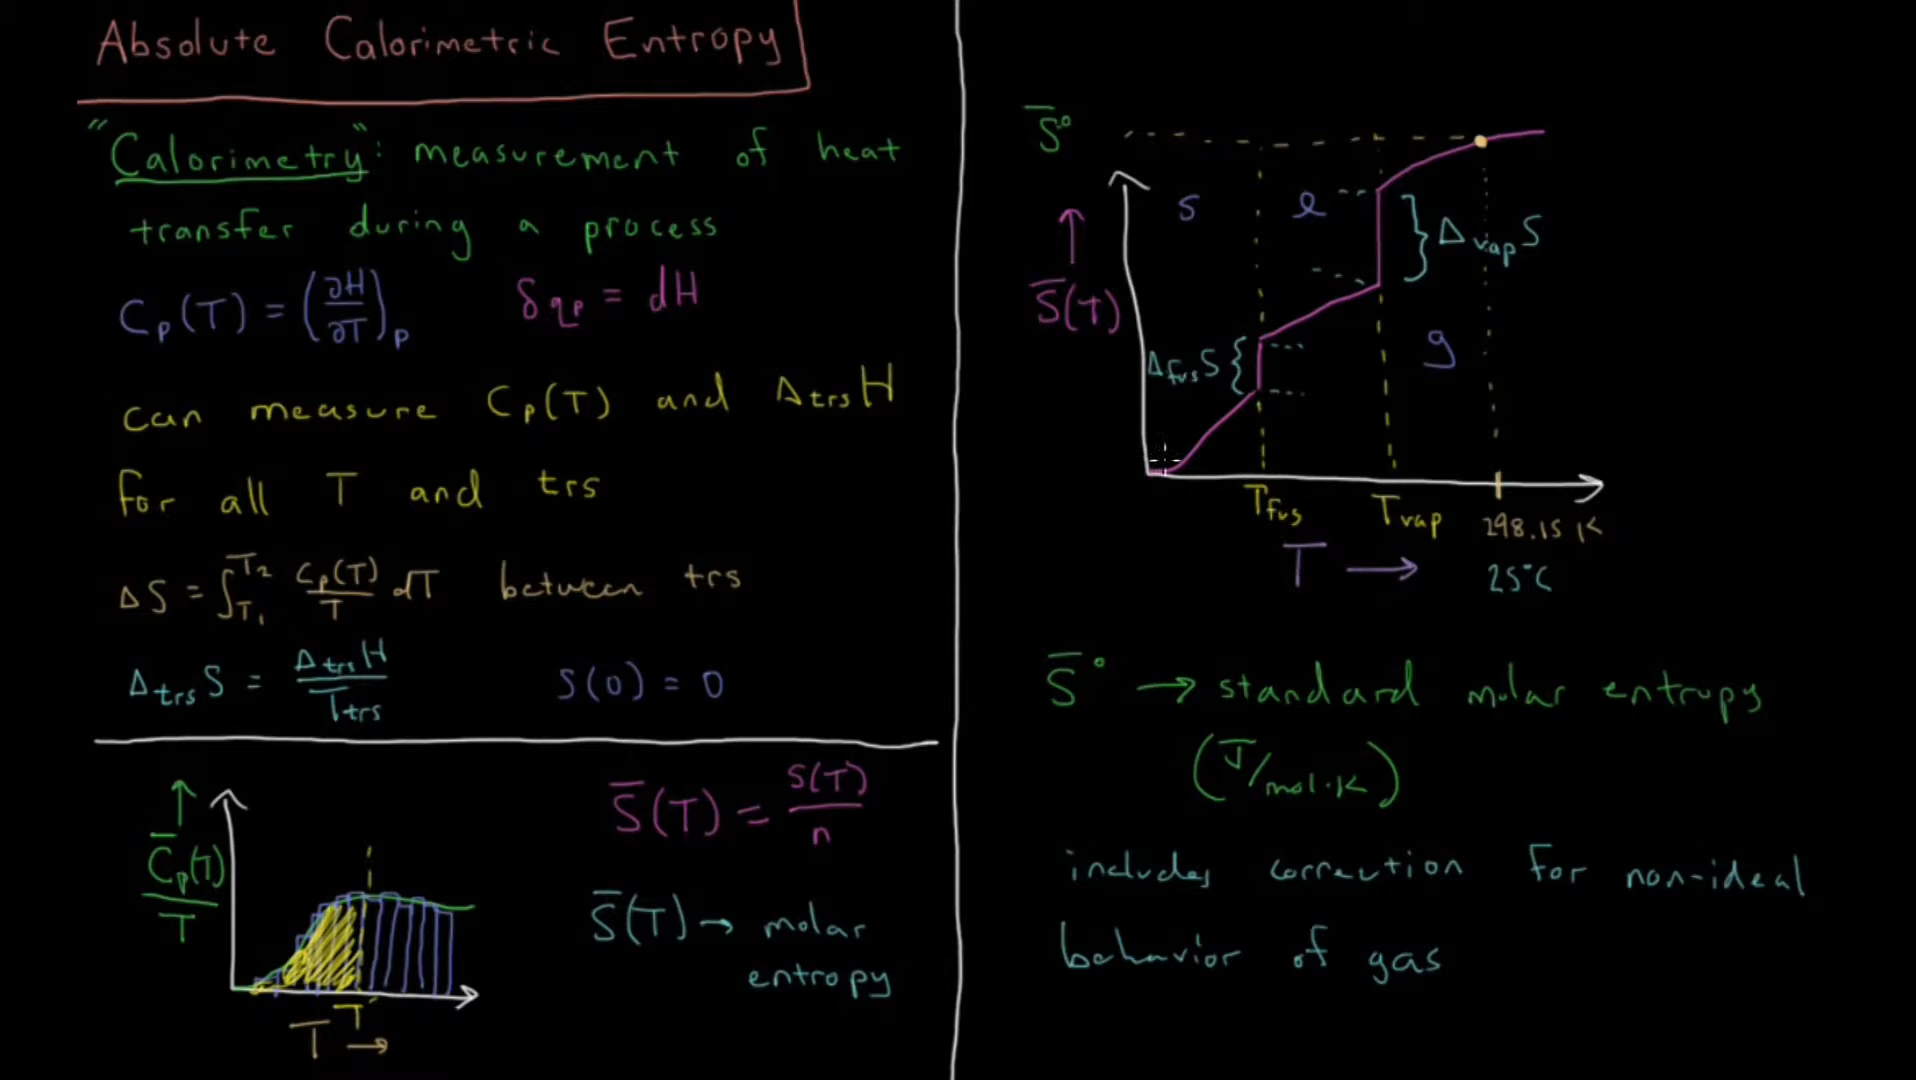 Absolute Calorimetric Entropy
"Calorimetry": measurement of heat
transfer during a process
Cₚ(T) = (∂H/∂T)ₚ δqₚ = dH
can measure Cₚ(T) and ΔtrsH
for all T and trs
ΔS = ∫T₁^T₂ Cₚ(T)/T dT between trs
ΔtrsS = ΔtrsH/Ttrs S(0) = 0
C̅ₚ(T)/T
T
T →
S̅(T) = S(T)/n
S̅(T) → molar
entropy
S̅°
s l
ΔvapS
S̅(T)
g
ΔfusS
Tfus Tvap 298.15 K
T → 25°C
S̅° → standard molar entropy
(J/mol·K)
includes correction for non-ideal
behavior of gas